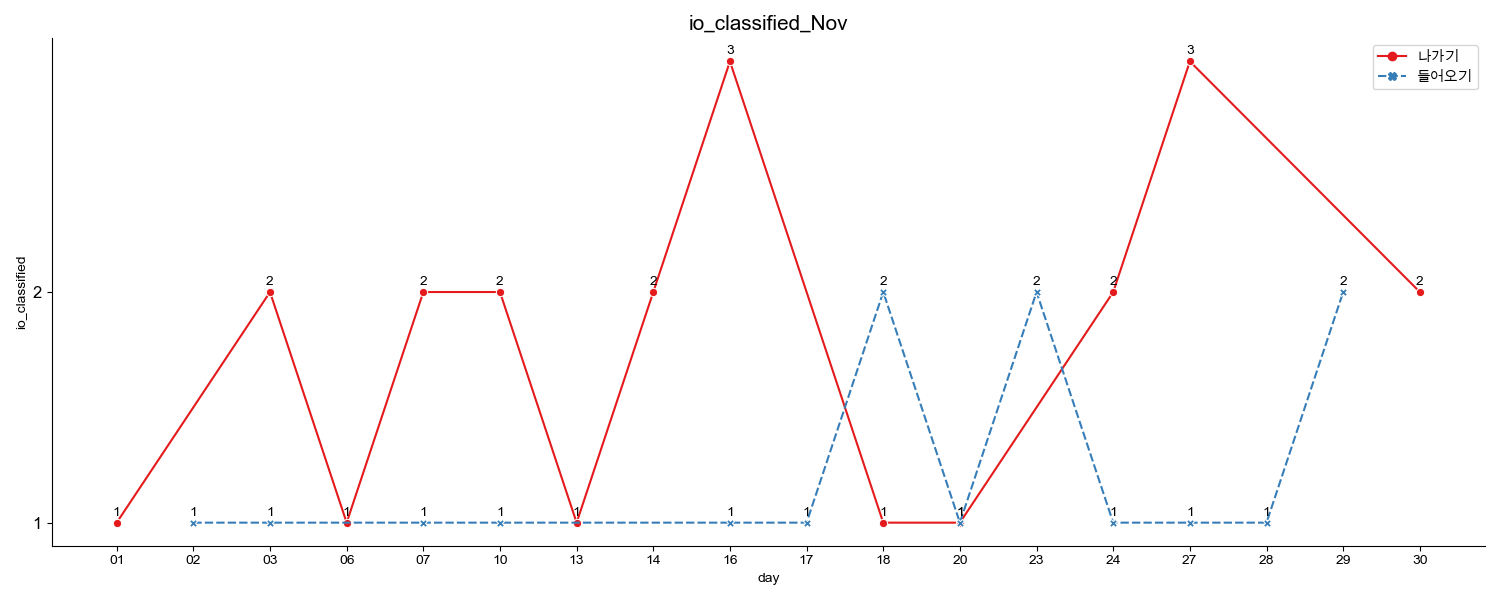 io_classified_Nov
3 3
나가기
들어오기
2 2 2 2 2 2 2 2 2
1 1 1 1 1 1 1 1 1 1 1 1 1 1 1
2
1
io_classified
01 02 03 06 07 10 13 14 16 17 18 20 23 24 27 28 29 30
day